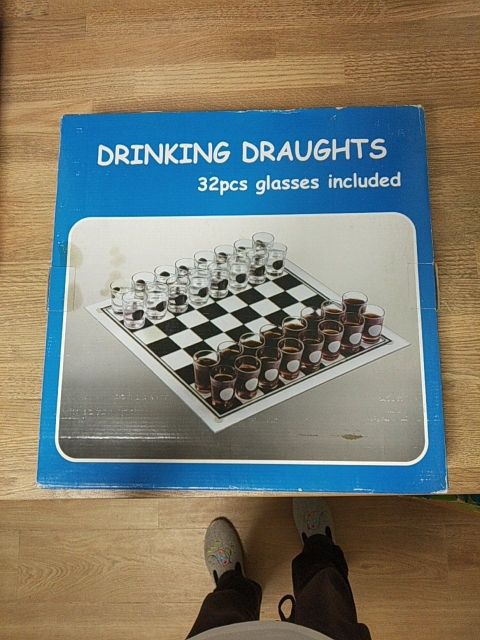 DRINKING DRAUGHTS
32pcs glasses included